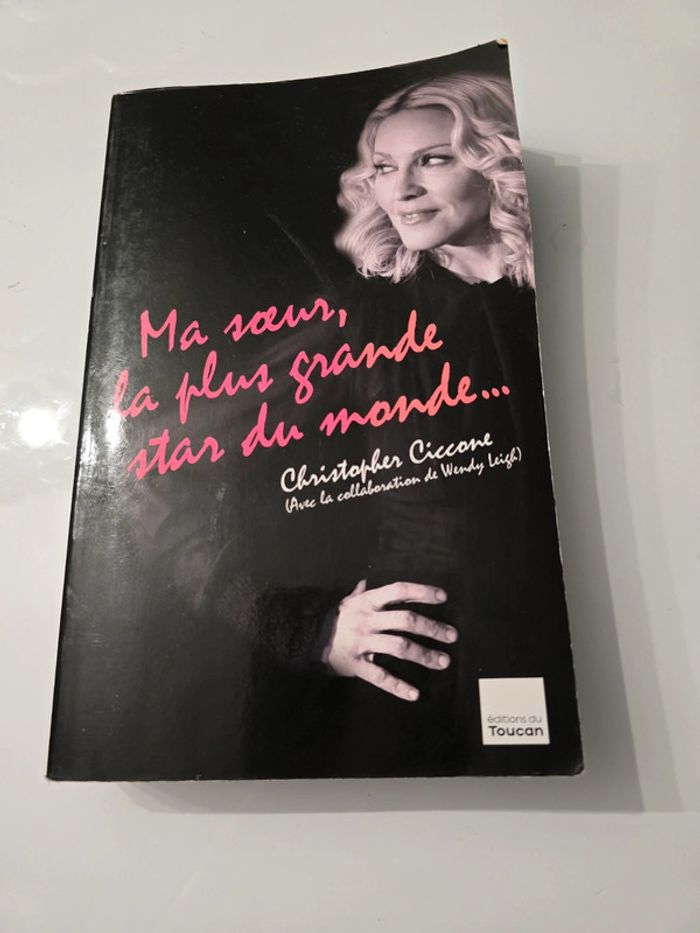 Ma sœur,
la plus grande
star du monde...
Christopher Ciccone
(Avec la collaboration de Wendy Leigh)
éditions du
Toucan